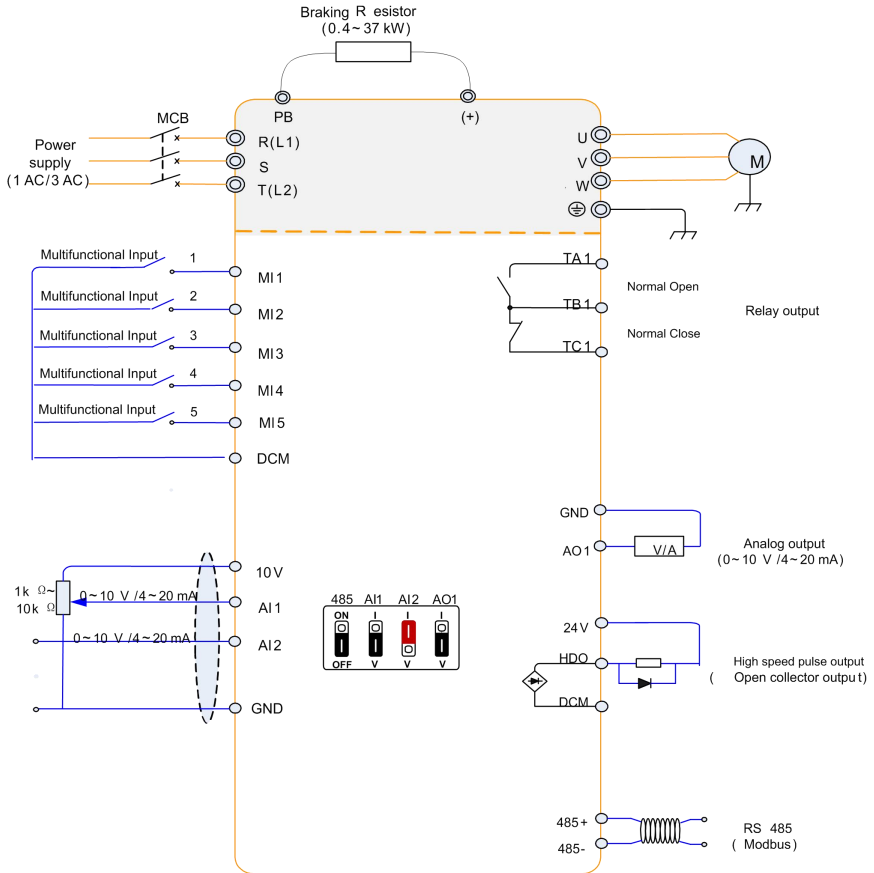 Braking R esistor
(0.4~37 kW)
PB
(+)
MCB
Power
supply
(1 AC/3 AC)
R(L1)
S
T(L2)
U
V
W
M
Multifunctional Input 1
MI1
Multifunctional Input 2
MI2
Multifunctional Input 3
MI3
Multifunctional Input 4
MI4
Multifunctional Input 5
MI5
DCM
TA1
Normal Open
TB1
Relay output
Normal Close
TC1
GND
AO1
V/A
Analog output
(0~10 V /4~20 mA)
10V
1k Ω~
10k Ω
0~10 V /4~20 mA
AI1
0~10 V /4~20 mA
AI2
GND
485 AI1 AI2 AO1
ON I I I
OFF V V V
24V
HDO
High speed pulse output
( Open collector output)
DCM
485+
485-
RS 485
( Modbus)